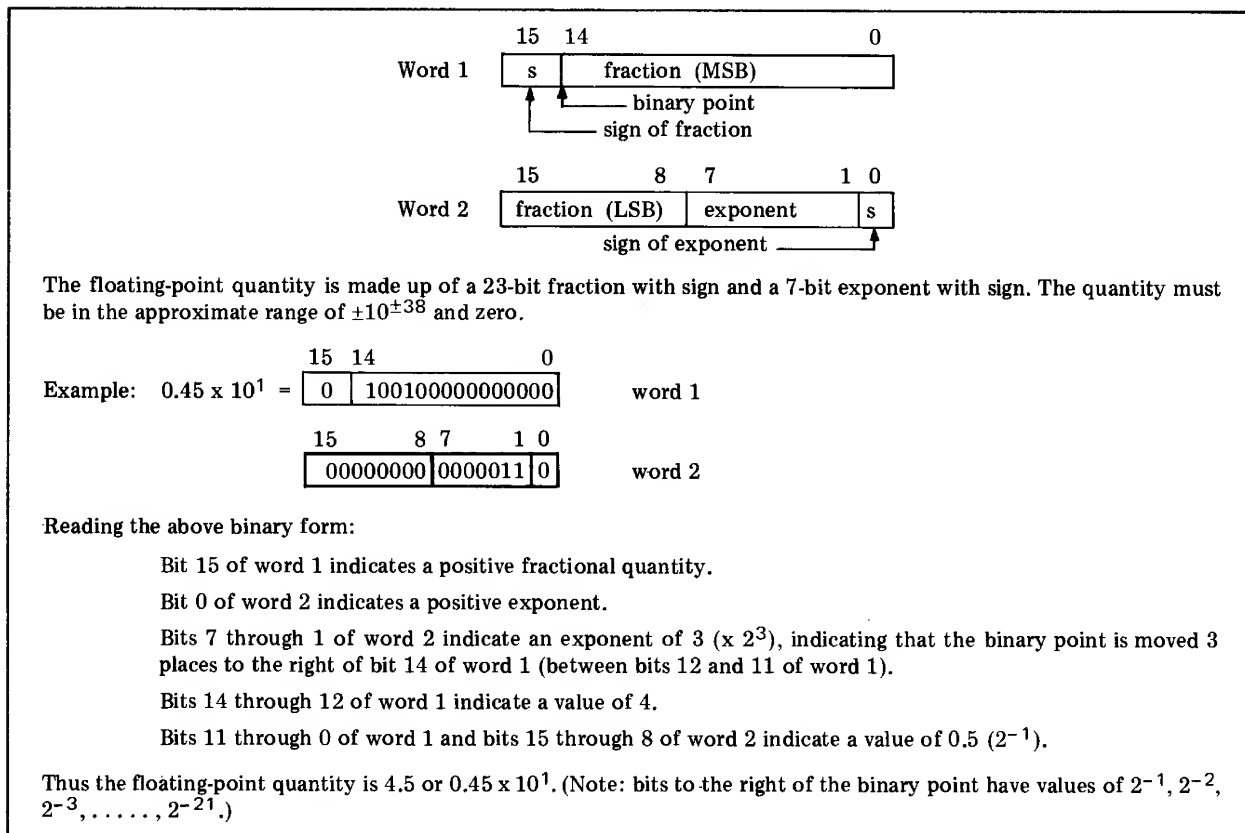 15 14 0
Word 1 s fraction (MSB)
binary point
sign of fraction
15 8 7 1 0
Word 2 fraction (LSB) exponent s
sign of exponent
The floating-point quantity is made up of a 23-bit fraction with sign and a 7-bit exponent with sign. The quantity must
be in the approximate range of ±10±38 and zero.
15 14 0
Example: 0.45 x 10¹ = 0 100100000000000 word 1
15 8 7 1 0
00000000 0000011 0 word 2
Reading the above binary form:
Bit 15 of word 1 indicates a positive fractional quantity.
Bit 0 of word 2 indicates a positive exponent.
Bits 7 through 1 of word 2 indicate an exponent of 3 (x 2³), indicating that the binary point is moved 3
places to the right of bit 14 of word 1 (between bits 12 and 11 of word 1).
Bits 14 through 12 of word 1 indicate a value of 4.
Bits 11 through 0 of word 1 and bits 15 through 8 of word 2 indicate a value of 0.5 (2⁻¹).
Thus the floating-point quantity is 4.5 or 0.45 x 10¹. (Note: bits to the right of the binary point have values of 2⁻¹, 2⁻²,
2⁻³, . . . . . , 2⁻²¹.)